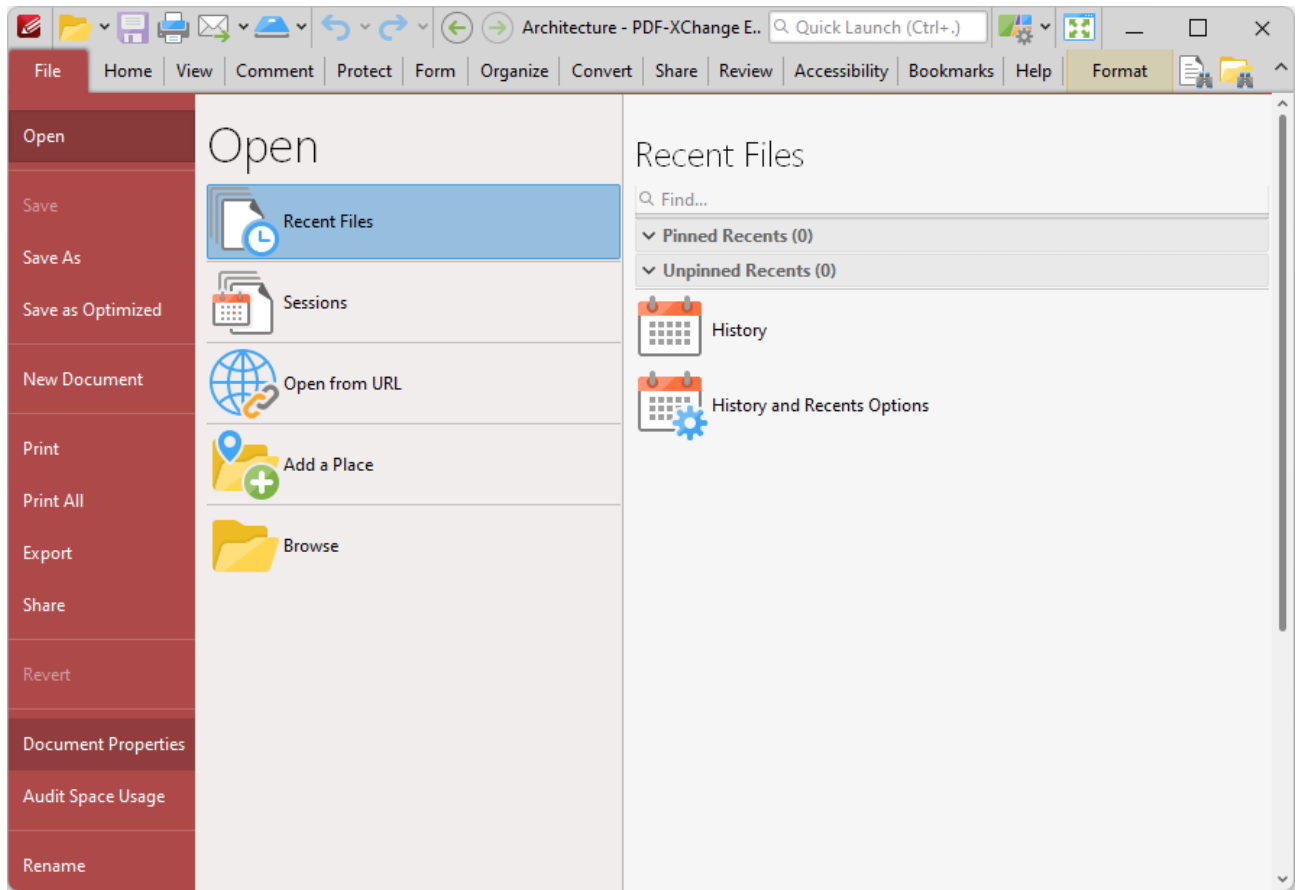 Architecture - PDF-XChange E..
Quick Launch (Ctrl+.)
File Home View Comment Protect Form Organize Convert Share Review Accessibility Bookmarks Help Format
Open
Save
Save As
Save as Optimized
New Document
Print
Print All
Export
Share
Revert
Document Properties
Audit Space Usage
Rename
Open
Recent Files
Sessions
Open from URL
Add a Place
Browse
Recent Files
Find...
Pinned Recents (0)
Unpinned Recents (0)
History
History and Recents Options